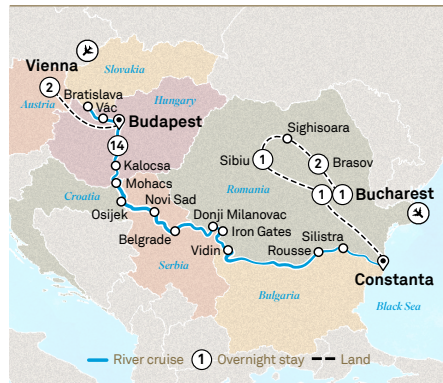 Vienna
Slovakia
2
Bratislava
Austria
Vác
Hungary
Budapest
14
Sighisoara
Kalocsa
Sibiu
1
2
Brasov
Mohacs
Croatia
Romania
1
1
Bucharest
Novi Sad
Osijek
Donji Milanovac
Iron Gates
Belgrade
Silistra
Vidin
Rousse
Serbia
Constanta
Bulgaria
Black Sea
River cruise
1
Overnight stay
Land